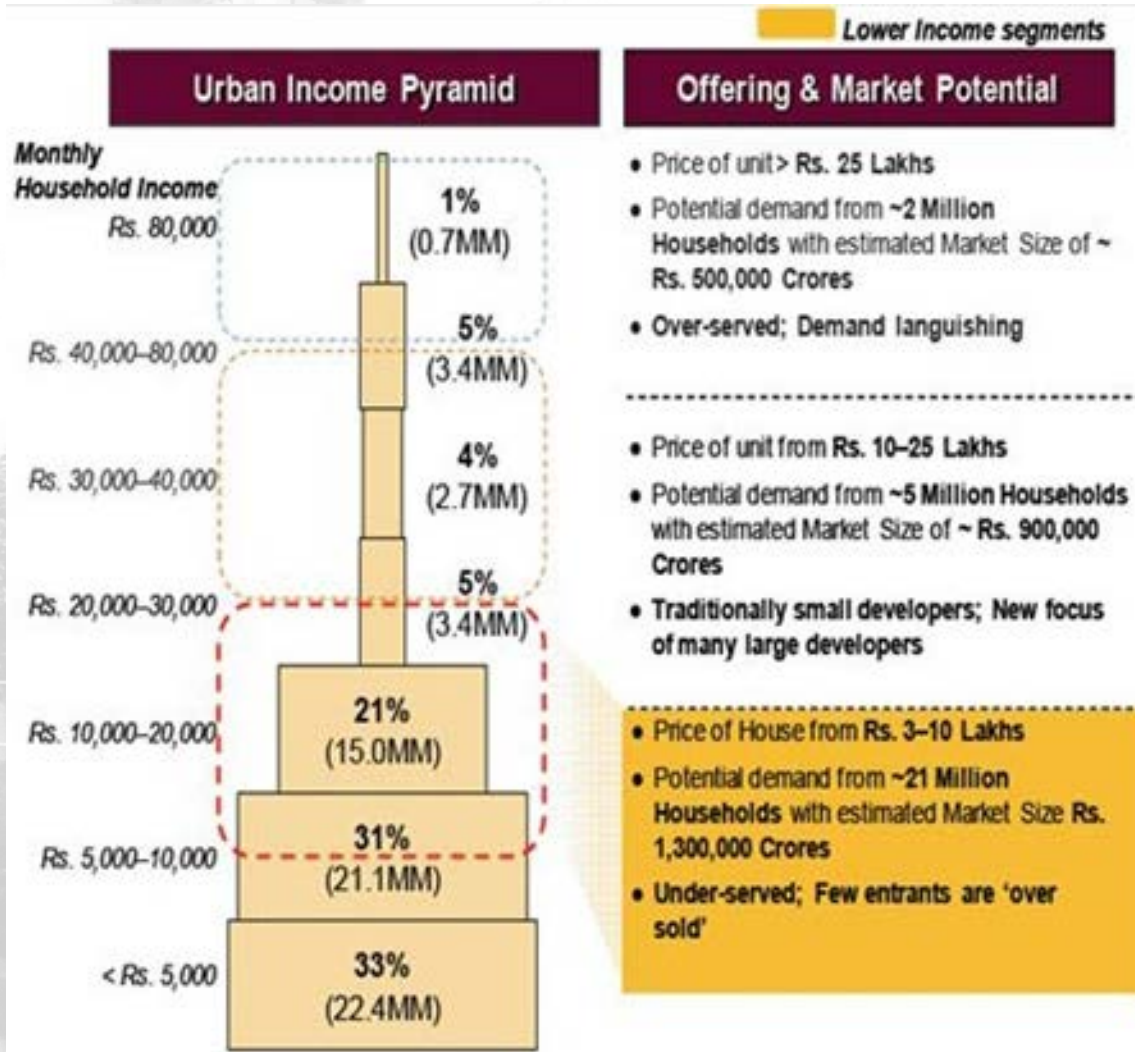 Lower Income segments
Urban Income Pyramid
Offering & Market Potential
Monthly
Household Income
Rs. 80,000
1%
(0.7MM)
Rs. 40,000–80,000
5%
(3.4MM)
Rs. 30,000–40,000
4%
(2.7MM)
Rs. 20,000–30,000
5%
(3.4MM)
Rs. 10,000–20,000
21%
(15.0MM)
Rs. 5,000–10,000
31%
(21.1MM)
< Rs. 5,000
33%
(22.4MM)
• Price of unit> Rs. 25 Lakhs
• Potential demand from ~2 Million
Households with estimated Market Size of ~
Rs. 500,000 Crores
• Over-served; Demand languishing
• Price of unit from Rs. 10–25 Lakhs
• Potential demand from ~5 Million Households
with estimated Market Size of ~ Rs. 900,000
Crores
• Traditionally small developers; New focus
of many large developers
• Price of House from Rs. 3–10 Lakhs
• Potential demand from ~21 Million
Households with estimated Market Size Rs.
1,300,000 Crores
• Under-served; Few entrants are ‘over
sold’